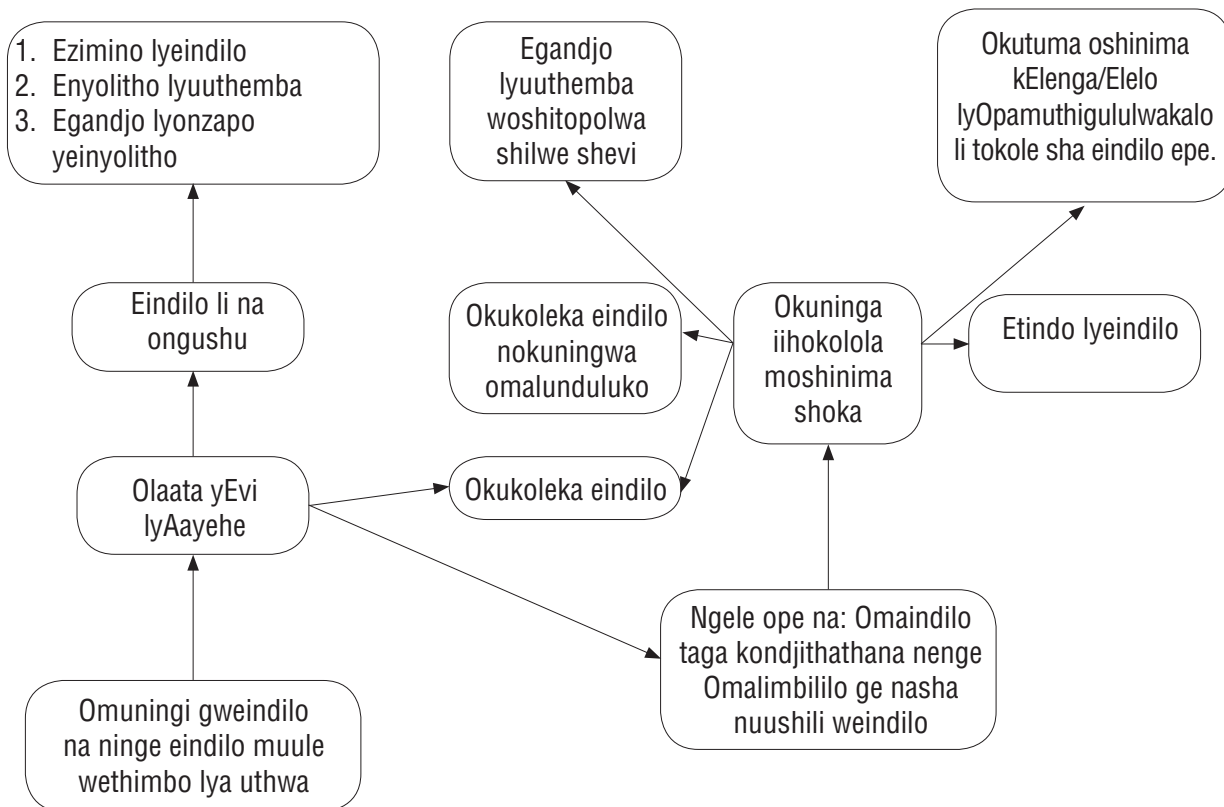 1. Ezimino lyeindilo
2. Enyolitho lyuuthemba
3. Egandjo lyonzapo
yeinyolitho
Egandjo
lyuuthemba
woshitopolwa
shilwe shevi
Okutuma oshinima
kElenga/Elelo
lyOpamuthigululwakalo
li tokole sha eindilo epe.
Eindilo li na
ongushu
Okukoleka eindilo
nokuningwa
omalunduluko
Okuninga
iihokolola
moshinima
shoka
Etindo lyeindilo
Olaata yEvi
lyAayehe
Okukoleka eindilo
Ngele ope na: Omaindilo
taga kondjithathana nenge
Omalimbililo ge nasha
nuushili weindilo
Omuningi gweindilo
na ninge eindilo muule
wethimbo lya uthwa